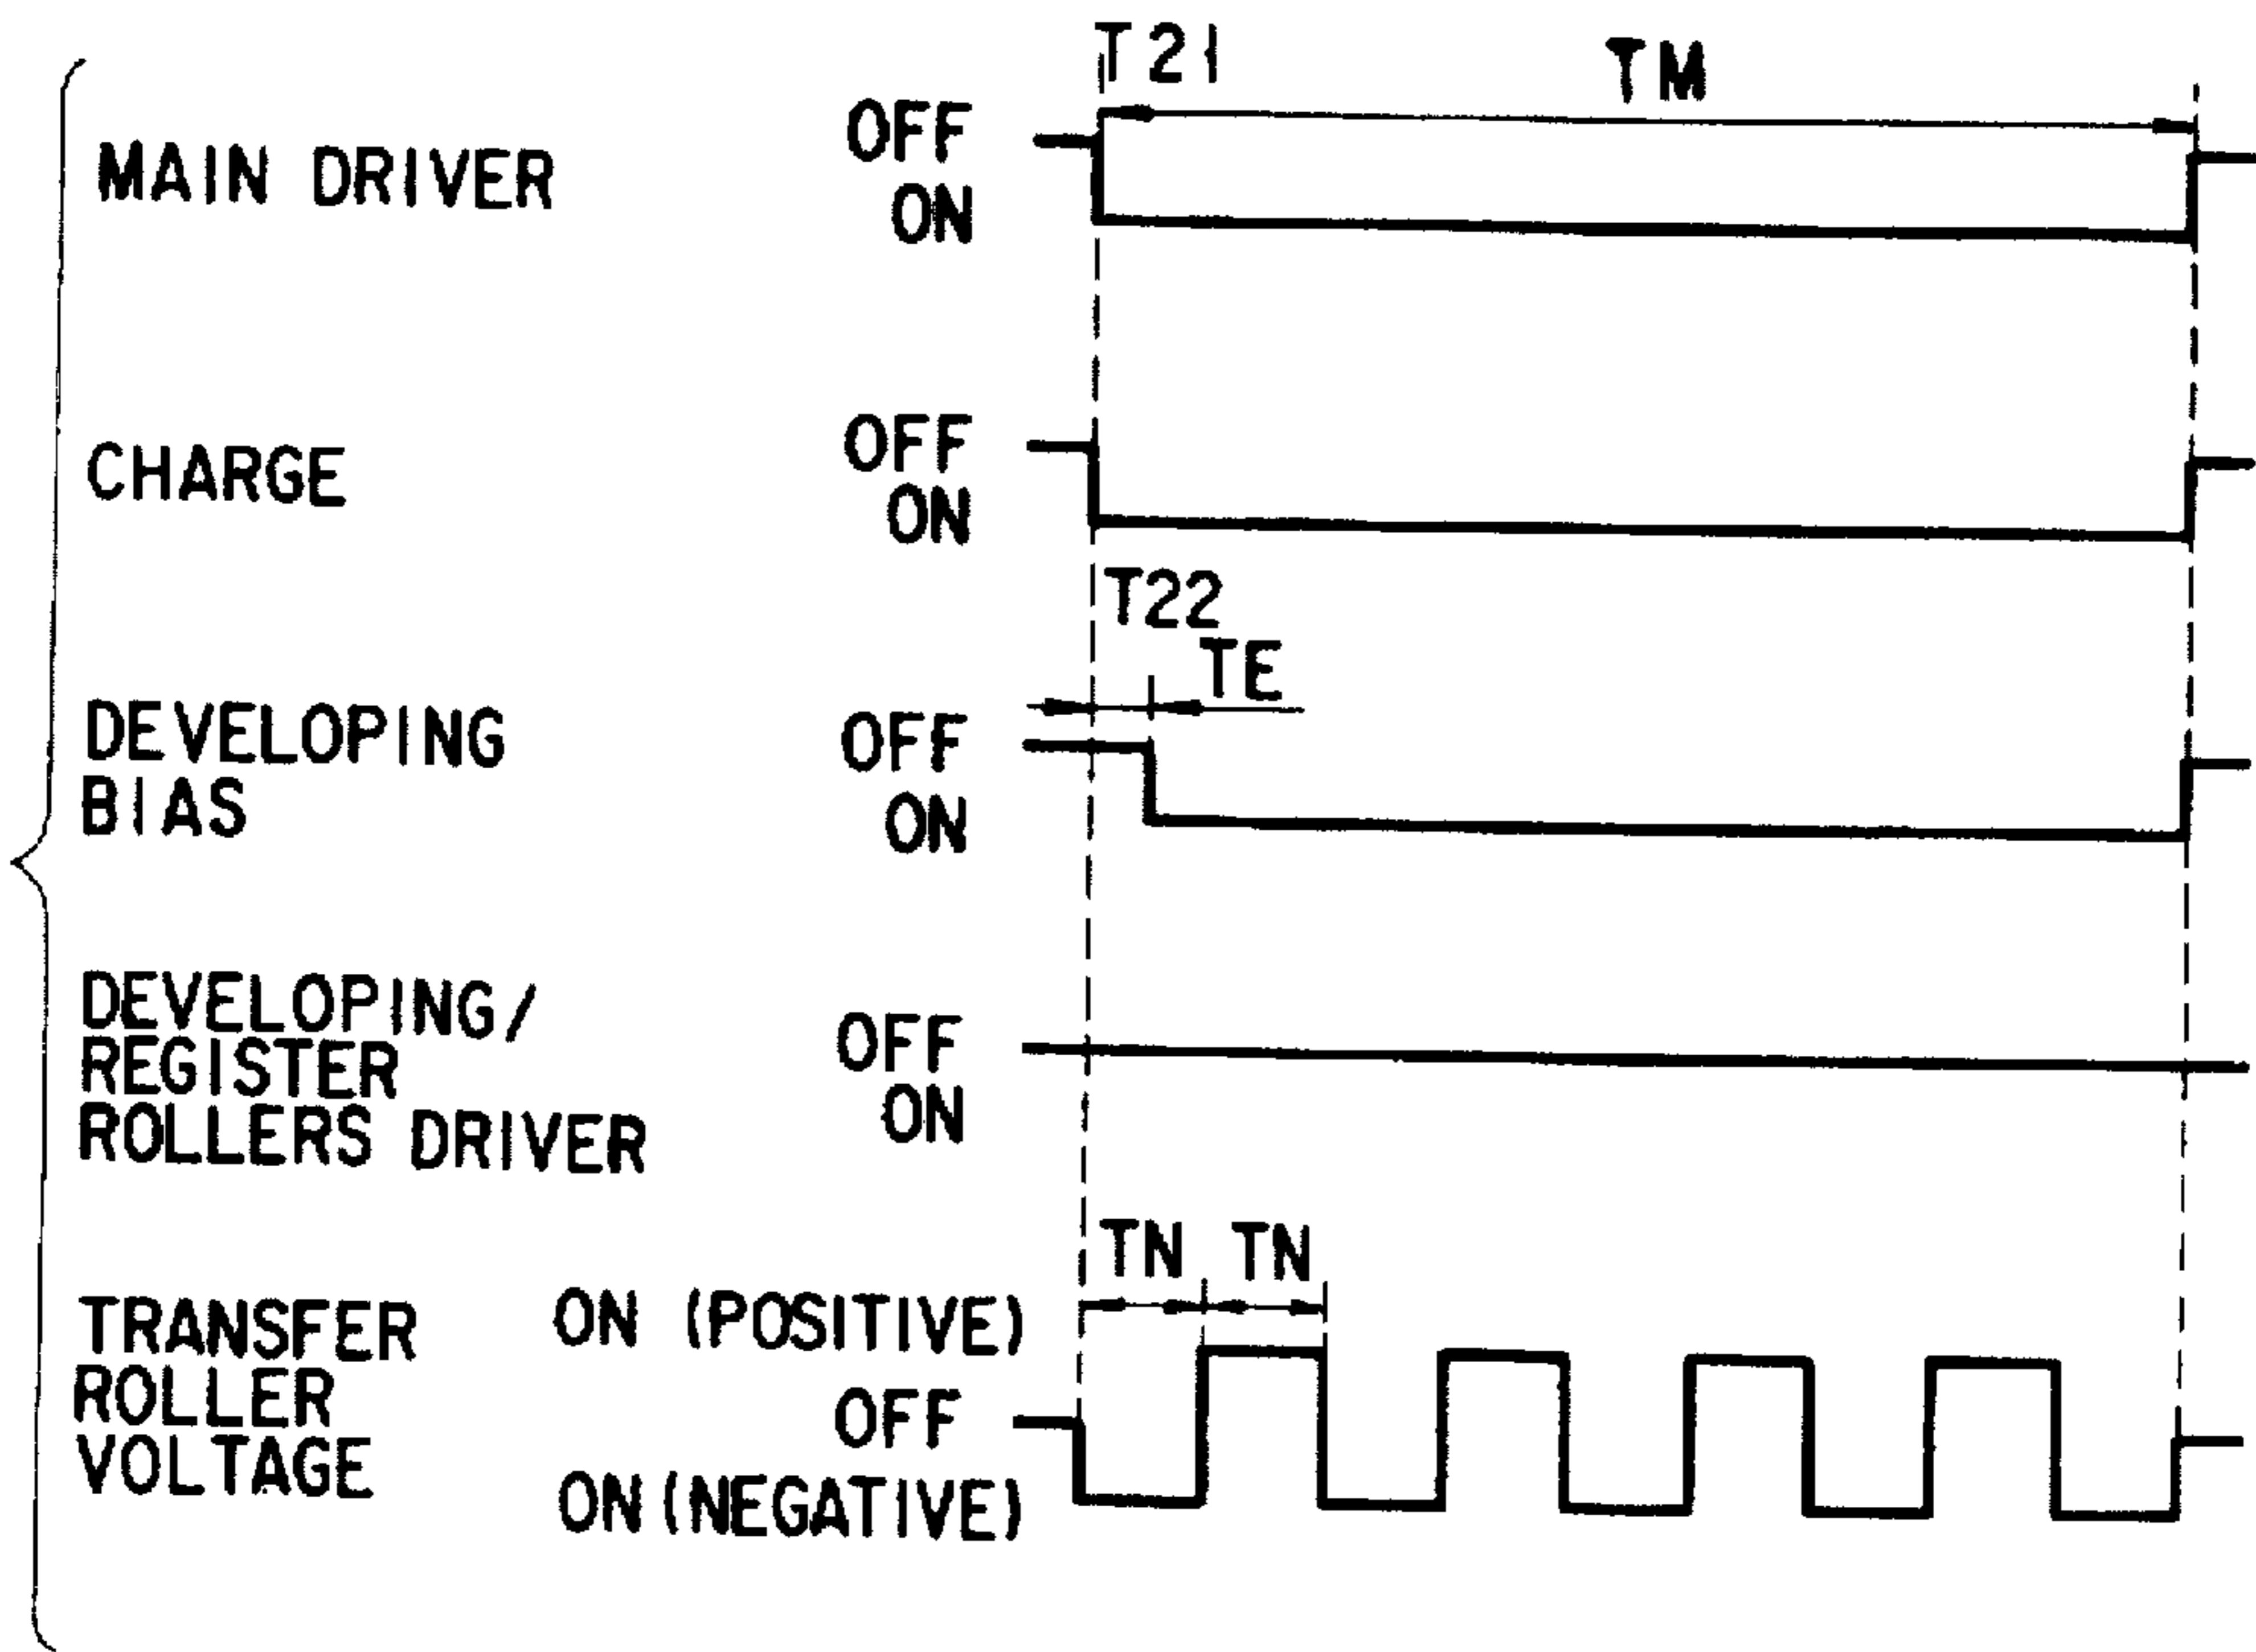 T21
TM
MAIN DRIVER
OFF
ON
CHARGE
OFF
ON
T22
TE
DEVELOPING
BIAS
OFF
ON
DEVELOPING/
REGISTER
ROLLERS DRIVER
OFF
ON
TN TN
TRANSFER
ROLLER
VOLTAGE
ON (POSITIVE)
OFF
ON (NEGATIVE)